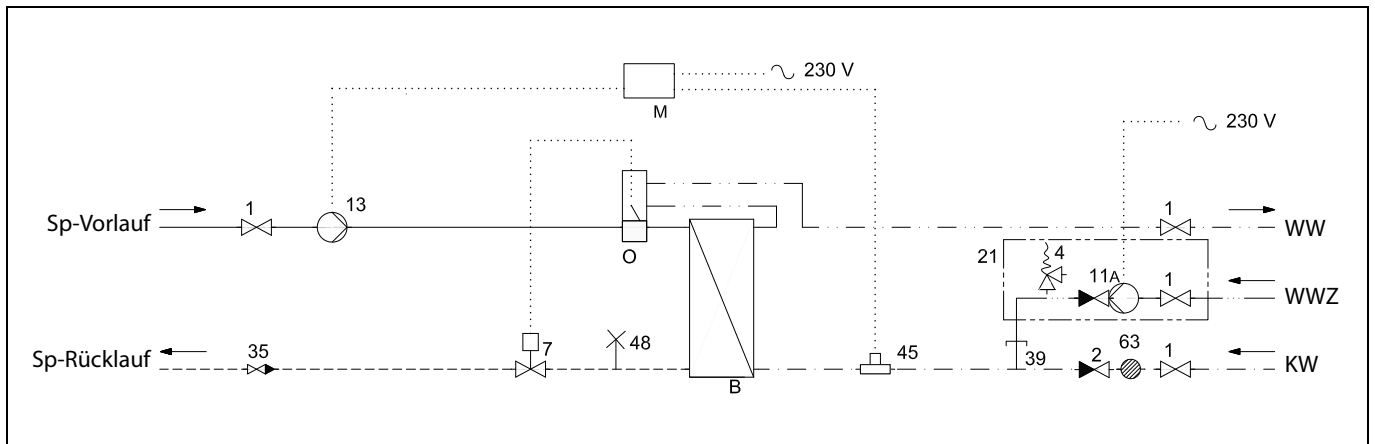 230 V
M
230 V
Sp-Vorlauf
1
13
O
1
WW
21
4
11A
1
WWZ
Sp-Rücklauf
35
7
48
B
45
39
2
63
1
KW